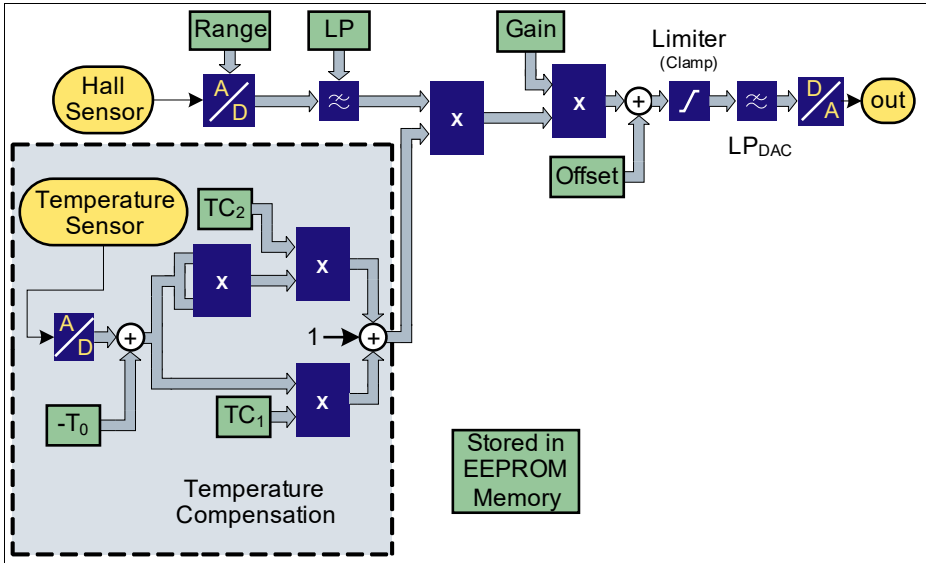 Range
LP
Gain
Limiter
(Clamp)
Hall
Sensor
A
D
x
x
D
A
out
LP_DAC
Offset
Temperature
Sensor
TC₂
x
x
A
D
+
+
1
+
x
-T₀
TC₁
Stored in
EEPROM
Memory
Temperature
Compensation